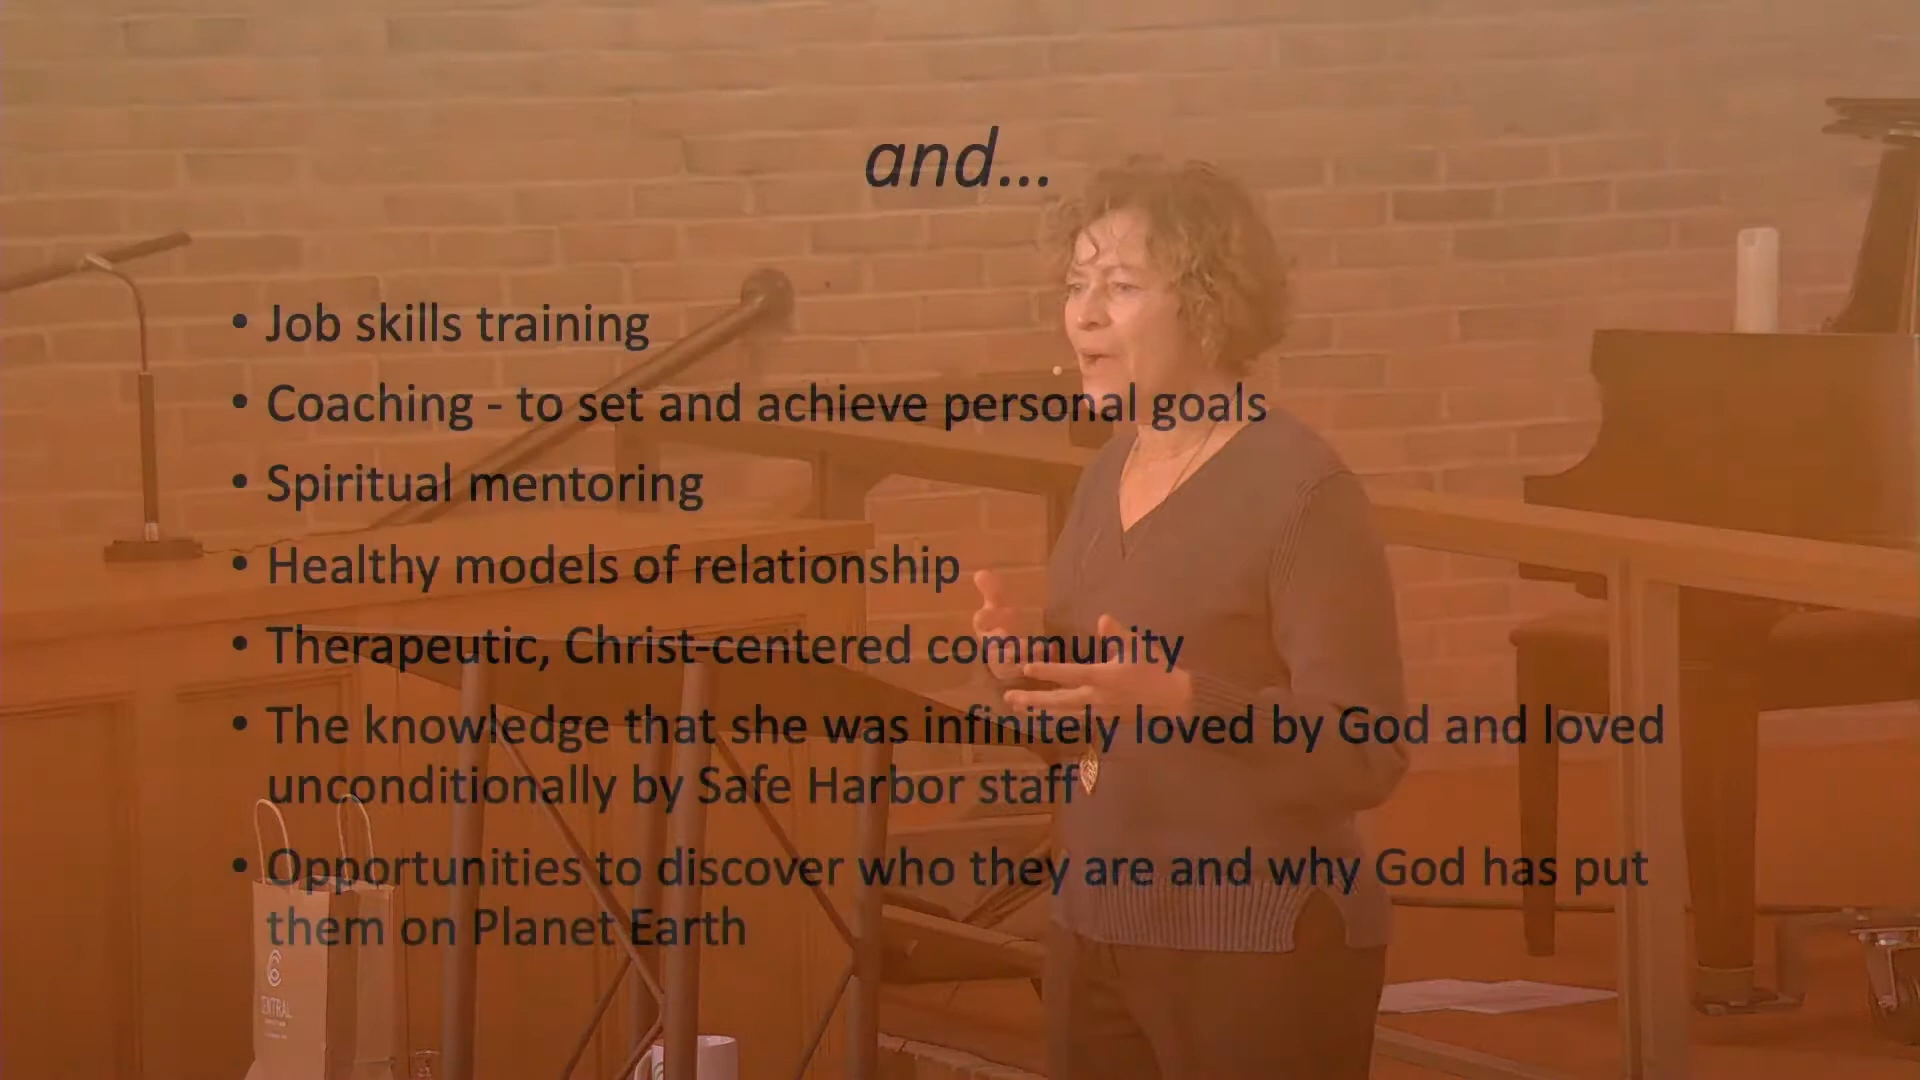 and...
• Job skills training
• Coaching - to set and achieve personal goals
• Spiritual mentoring
• Healthy models of relationship
• Therapeutic, Christ-centered community
• The knowledge that she was infinitely loved by God and loved
unconditionally by Safe Harbor staff
• Opportunities to discover who they are and why God has put
them on Planet Earth
CENTRAL